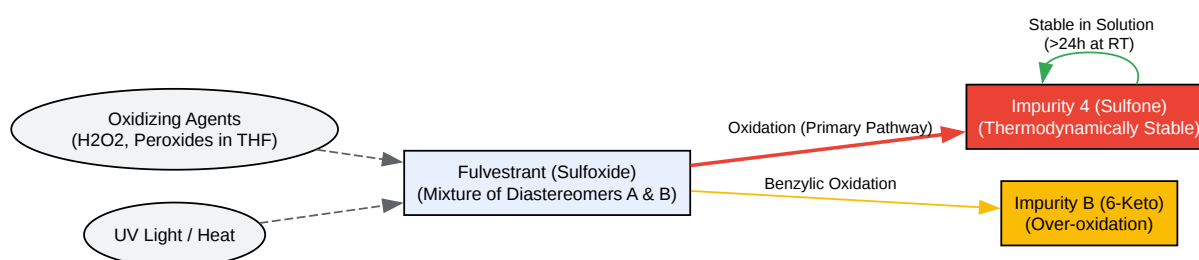 Oxidizing Agents
(H2O2, Peroxides in THF)
UV Light / Heat
Fulvestrant (Sulfoxide)
(Mixture of Diastereomers A & B)
Oxidation (Primary Pathway)
Benzylic Oxidation
Stable in Solution
(>24h at RT)
Impurity 4 (Sulfone)
(Thermodynamically Stable)
Impurity B (6-Keto)
(Over-oxidation)